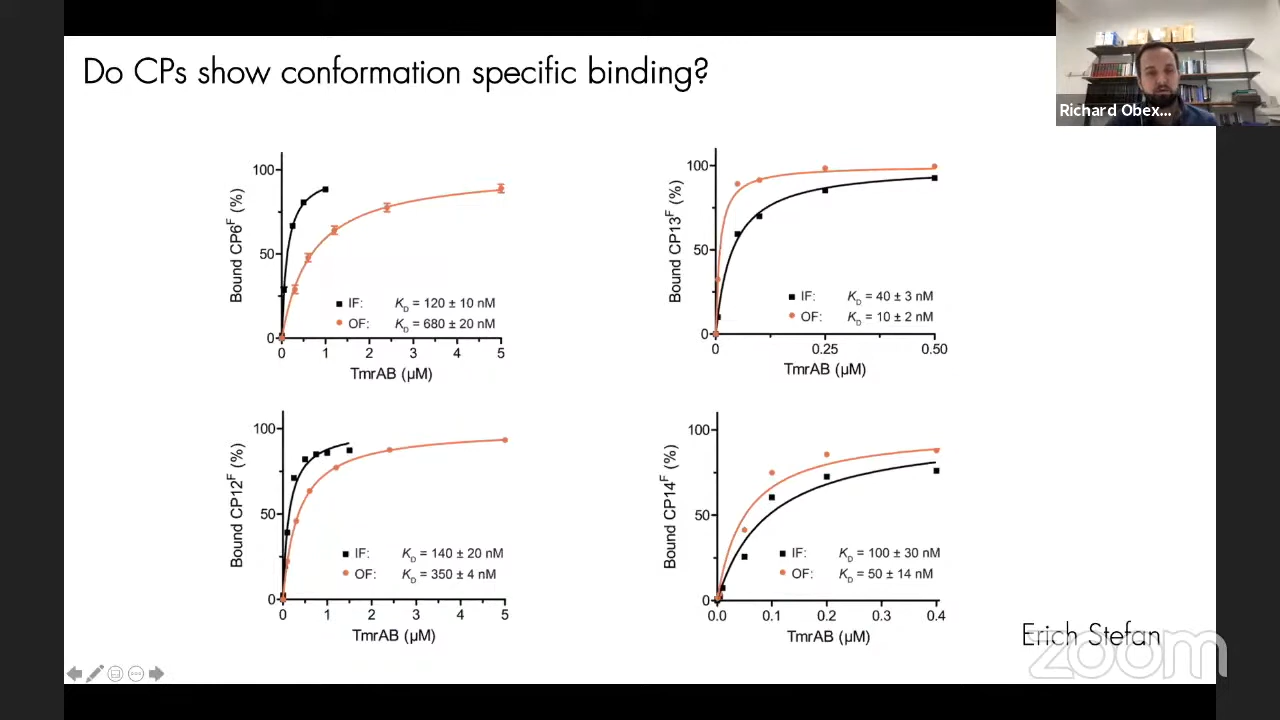 Do CPs show conformation specific binding?
Richard Obex...
100
50
0
Bound CP6F (%)
IF: KD = 120 ± 10 nM
OF: KD = 680 ± 20 nM
0 1 2 3 4 5
TmrAB (µM)
100
50
0
Bound CP13F (%)
IF: KD = 40 ± 3 nM
OF: KD = 10 ± 2 nM
0 0.25 0.50
TmrAB (µM)
100
50
0
Bound CP12F (%)
IF: KD = 140 ± 20 nM
OF: KD = 350 ± 4 nM
0 1 2 3 4 5
TmrAB (µM)
100
50
0
Bound CP14F (%)
IF: KD = 100 ± 30 nM
OF: KD = 50 ± 14 nM
0.0 0.1 0.2 0.3 0.4
TmrAB (µM)
Erich Stefan
zoom